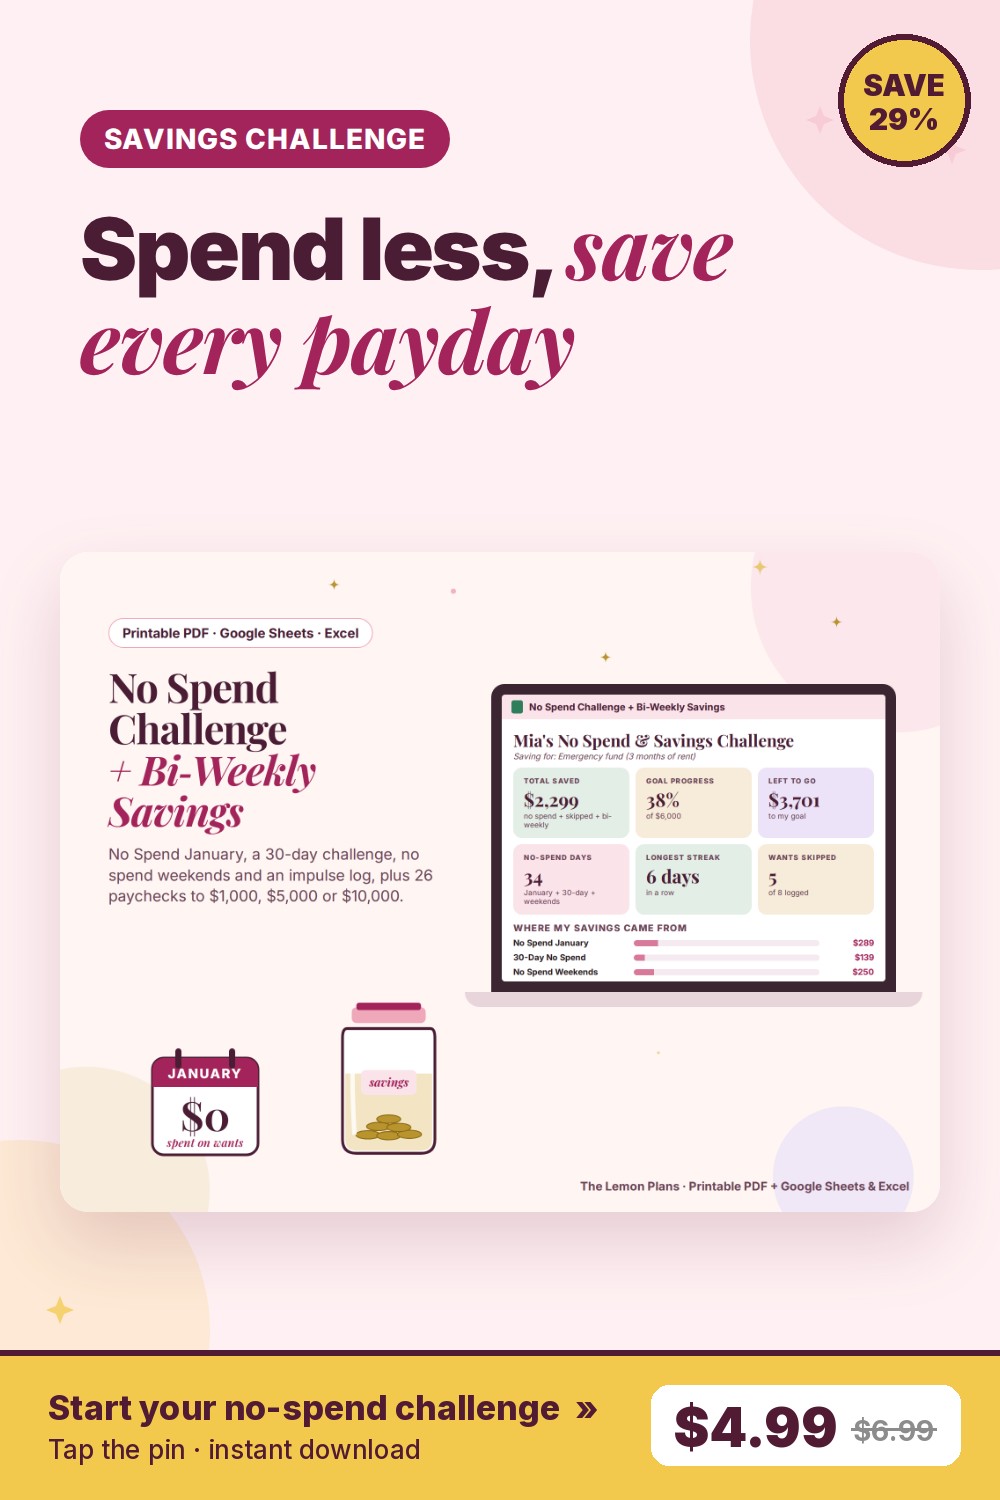 SAVE
29%
SAVINGS CHALLENGE
Spend less, save
every payday
Printable PDF · Google Sheets · Excel
No Spend
Challenge
+ Bi-Weekly
Savings
No Spend January, a 30-day challenge, no
spend weekends and an impulse log, plus 26
paychecks to $1,000, $5,000 or $10,000.
No Spend Challenge + Bi-Weekly Savings
Mia's No Spend & Savings Challenge
Saving for: Emergency fund (3 months of rent)
TOTAL SAVED
$2,299
no spend + skipped + bi-
weekly
GOAL PROGRESS
38%
of $6,000
LEFT TO GO
$3,701
to my goal
NO-SPEND DAYS
34
January + 30-day +
weekends
LONGEST STREAK
6 days
in a row
WANTS SKIPPED
5
of 8 logged
WHERE MY SAVINGS CAME FROM
No Spend January $289
30-Day No Spend $139
No Spend Weekends $250
JANUARY
$0
spent on wants
savings
The Lemon Plans · Printable PDF + Google Sheets & Excel
Start your no-spend challenge »
Tap the pin · instant download
$4.99 $6.99